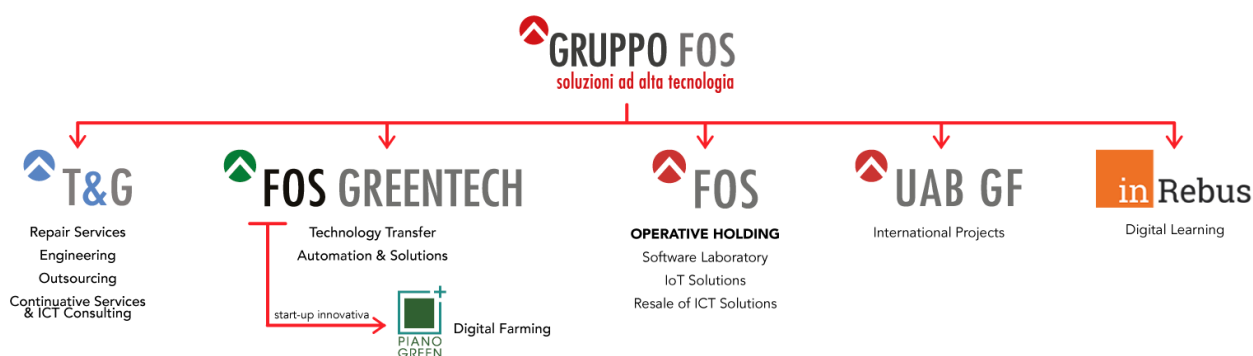 GRUPPO FOS
soluzioni ad alta tecnologia
T&G
Repair Services
Engineering
Outsourcing
Continuative Services
& ICT Consulting
FOS GREENTECH
Technology Transfer
Automation & Solutions
start-up innovativa
PIANO
GREEN
Digital Farming
FOS
OPERATIVE HOLDING
Software Laboratory
IoT Solutions
Resale of ICT Solutions
UAB GF
International Projects
inRebus
Digital Learning